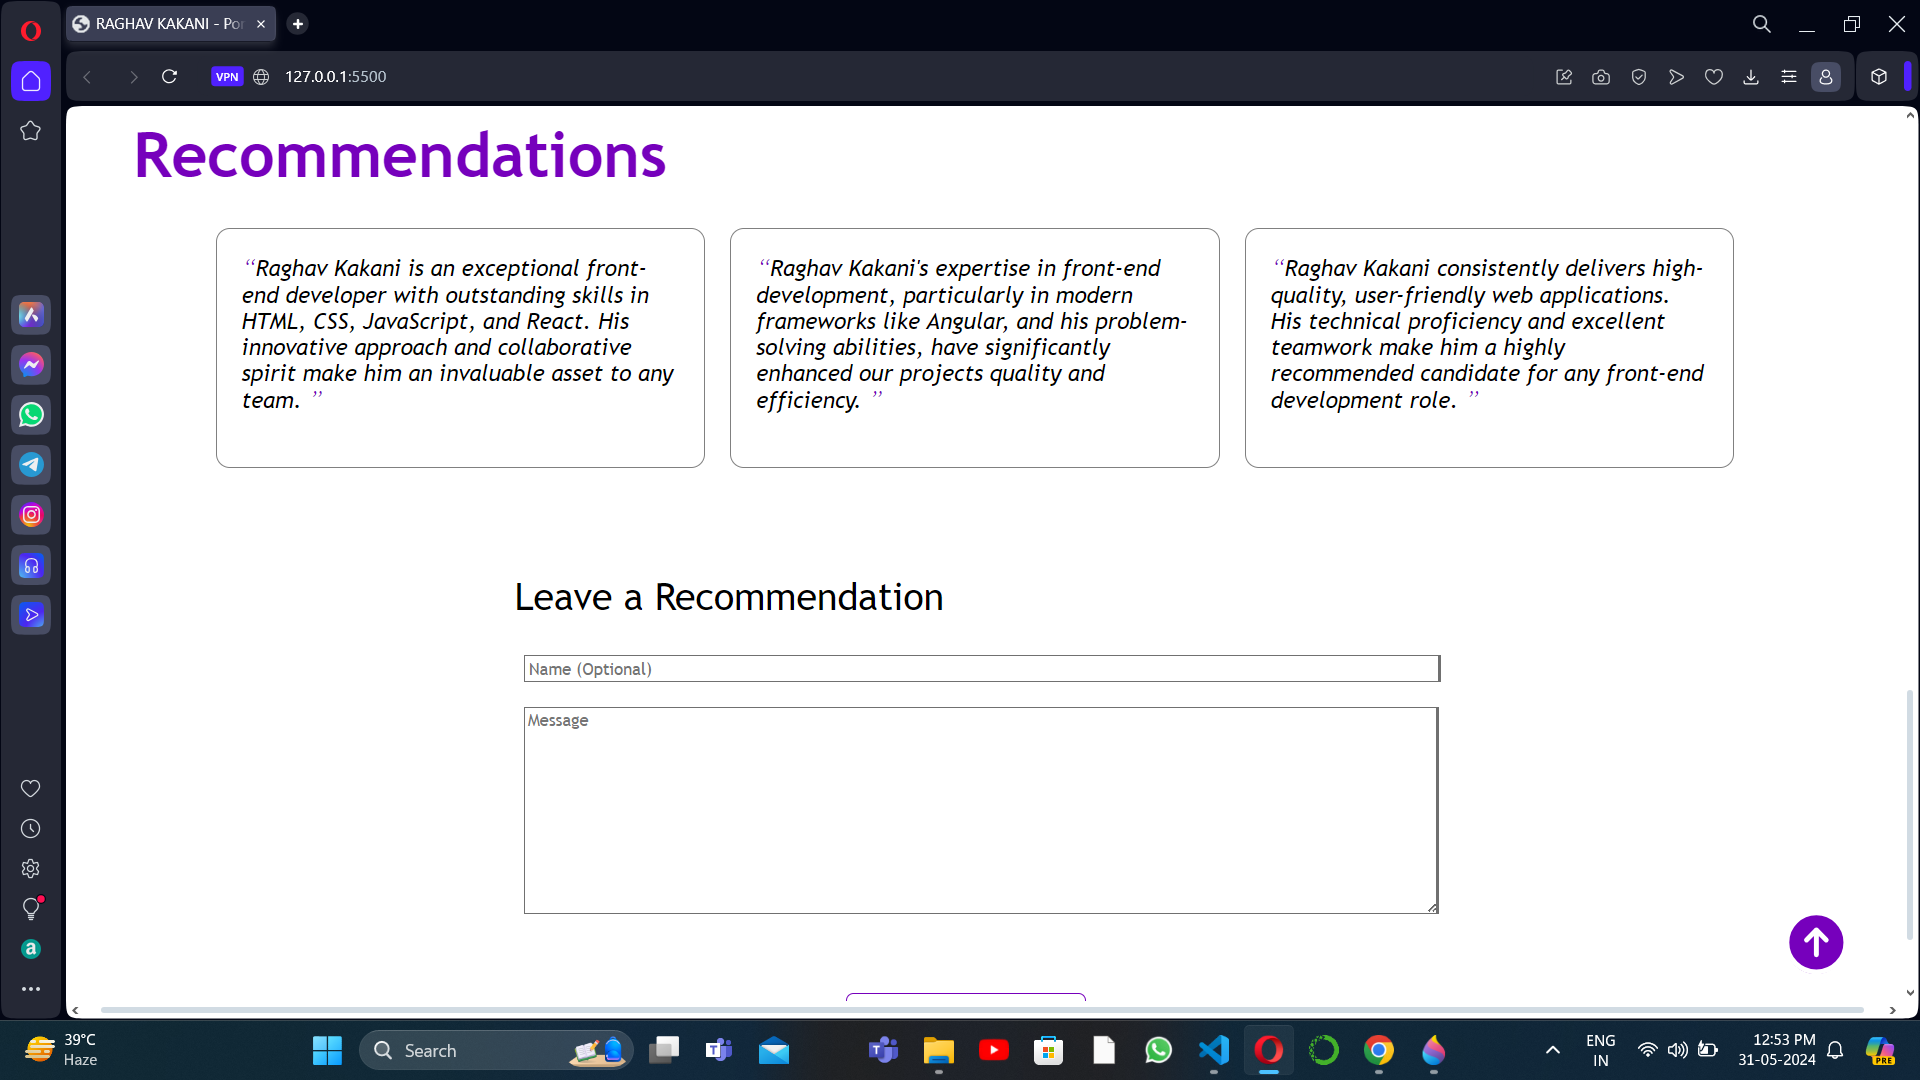 RAGHAV KAKANI - Por
VPN
127.0.0.1:5500
Recommendations
“Raghav Kakani is an exceptional front-
end developer with outstanding skills in
HTML, CSS, JavaScript, and React. His
innovative approach and collaborative
spirit make him an invaluable asset to any
team. ”
“Raghav Kakani's expertise in front-end
development, particularly in modern
frameworks like Angular, and his problem-
solving abilities, have significantly
enhanced our projects quality and
efficiency. ”
“Raghav Kakani consistently delivers high-
quality, user-friendly web applications.
His technical proficiency and excellent
teamwork make him a highly
recommended candidate for any front-end
development role. ”
Leave a Recommendation
Name (Optional)
Message
39°C
Haze
Search
ENG
IN
12:53 PM
31-05-2024
PRE